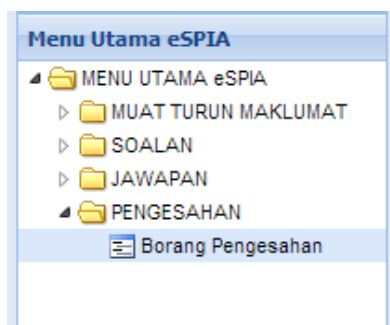 Menu Utama eSPIA
MENU UTAMA eSPIA
MUAT TURUN MAKLUMAT
SOALAN
JAWAPAN
PENGESAHAN
Borang Pengesahan